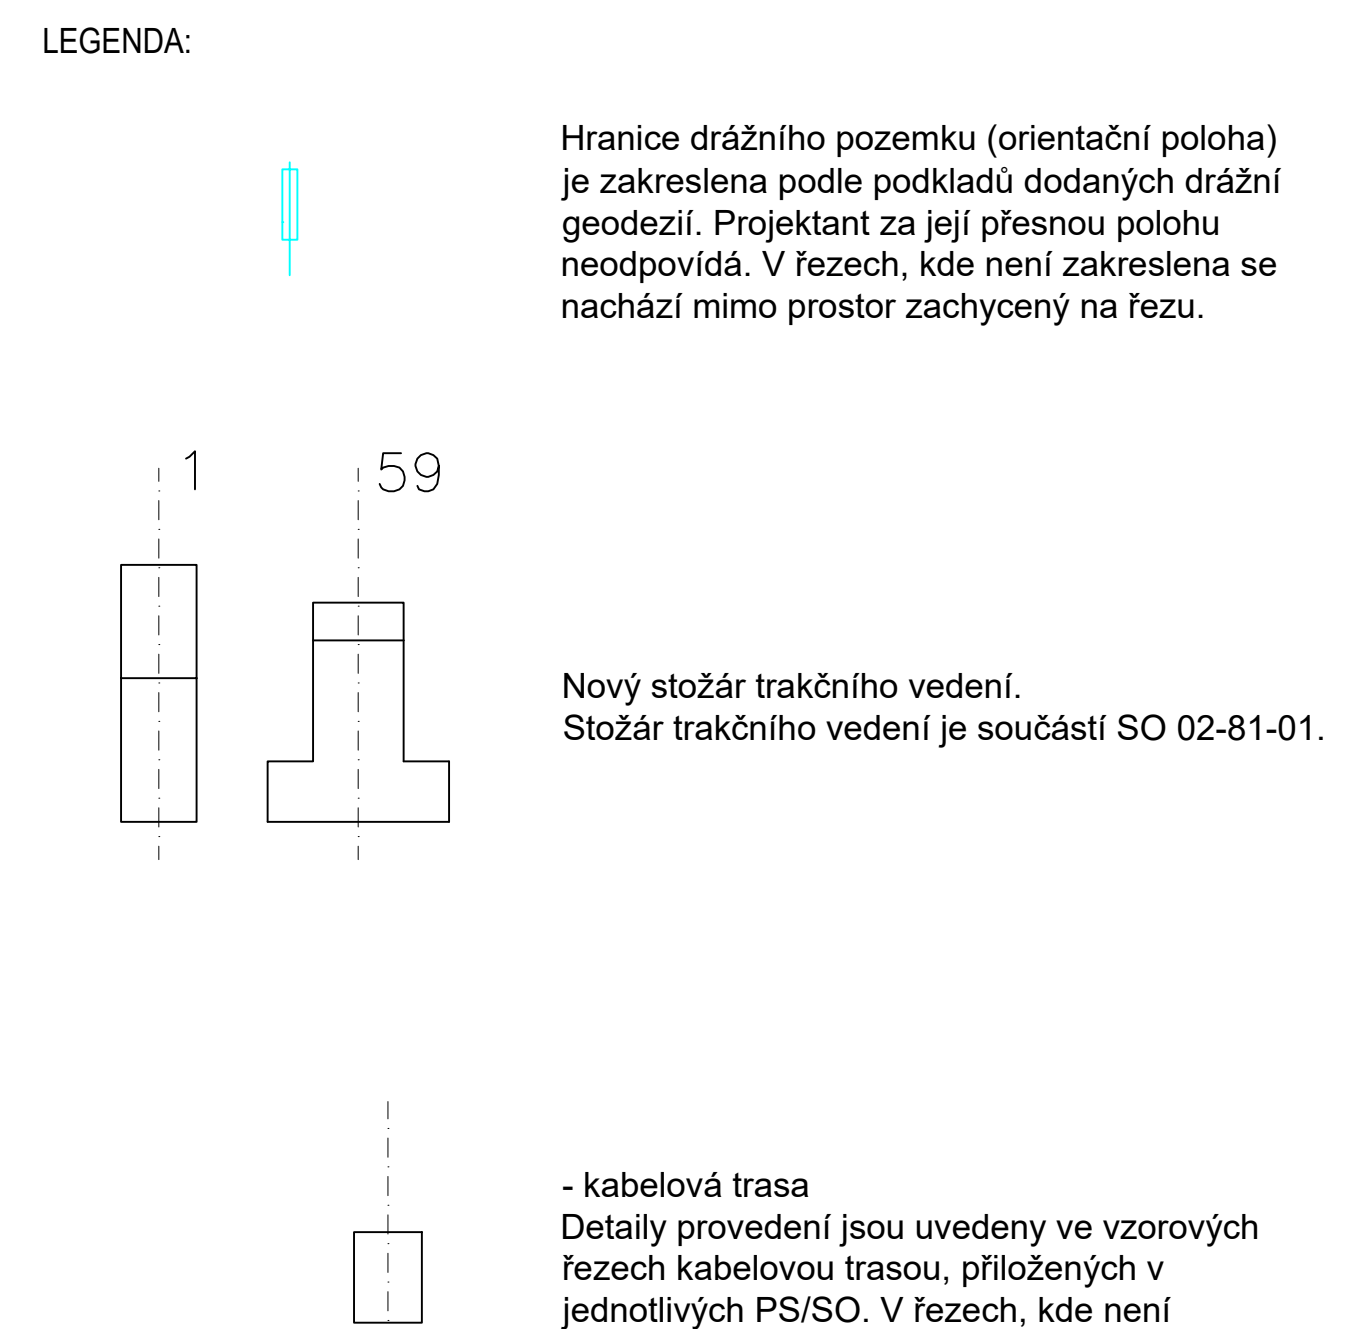 LEGENDA:
Hranice drážního pozemku (orientační poloha)
je zakreslena podle podkladů dodaných drážní
geodezií. Projektant za její přesnou polohu
neodpovídá. V řezech, kde není zakreslena se
nachází mimo prostor zachycený na řezu.
1
59
Nový stožár trakčního vedení.
Stožár trakčního vedení je součástí SO 02-81-01.
- kabelová trasa
Detaily provedení jsou uvedeny ve vzorových
řezech kabelovou trasou, přiložených v
jednotlivých PS/SO. V řezech, kde není